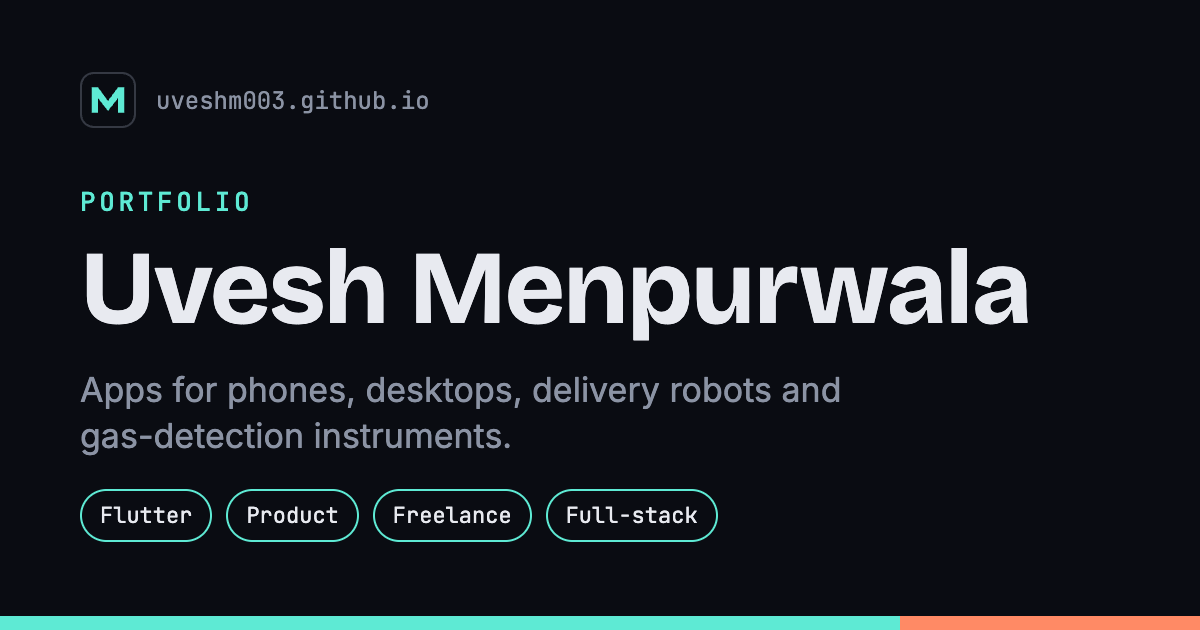 M
uveshm003.github.io
PORTFOLIO
Uvesh Menpurwala
Apps for phones, desktops, delivery robots and
gas-detection instruments.
Flutter
Product
Freelance
Full-stack